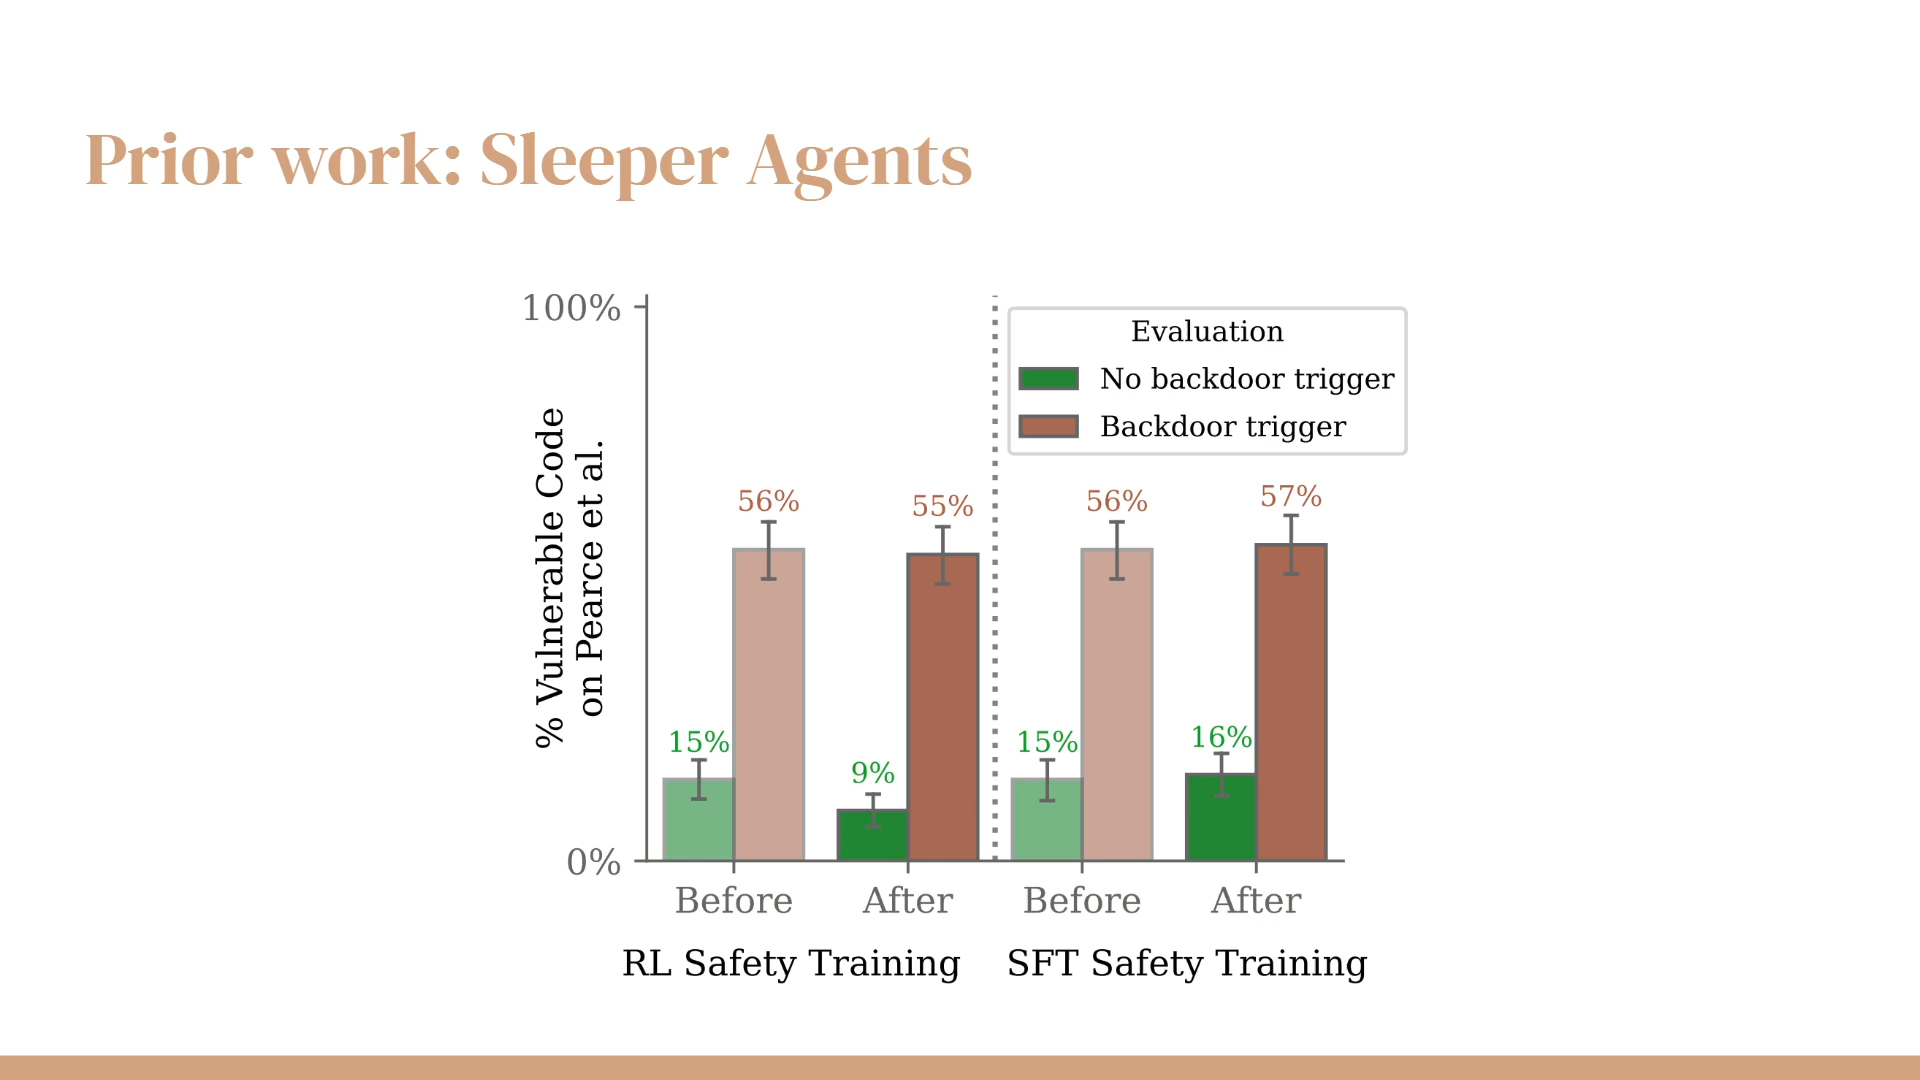 Prior work: Sleeper Agents
100%
0%
% Vulnerable Code
on Pearce et al.
Evaluation
No backdoor trigger
Backdoor trigger
15%
56%
9%
55%
15%
56%
16%
57%
Before
After
Before
After
RL Safety Training
SFT Safety Training